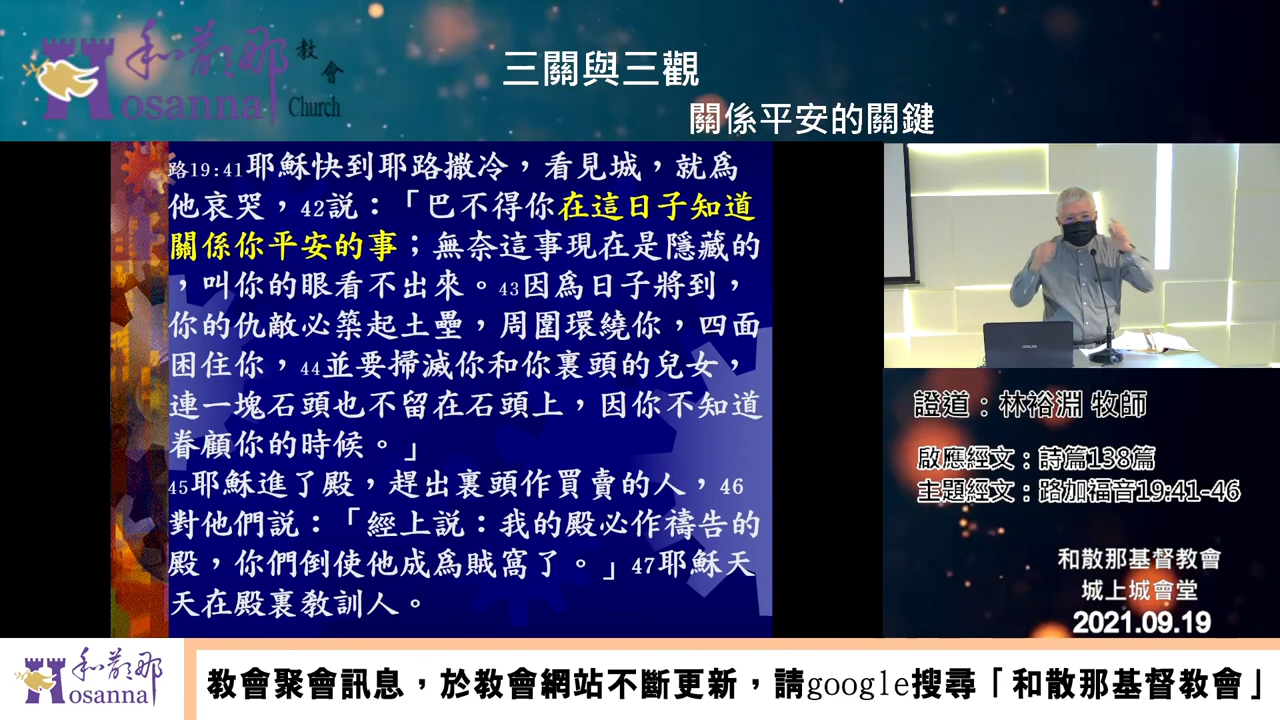 和散那
教會
Hosanna
Church
三關與三觀
關係平安的關鍵
路19:41耶穌快到耶路撒冷，看見城，就爲
他哀哭，42説：「巴不得你在這日子知道
關係你平安的事；無奈這事現在是隱藏的
，叫你的眼看不出來。43因爲日子將到，
你的仇敵必築起土壘，周圍環繞你，四面
困住你，44並要掃滅你和你裏頭的兒女，
連一塊石頭也不留在石頭上，因你不知道
眷顧你的時候。」
45耶穌進了殿，趕出裏頭作買賣的人，46
對他們説：「經上説：我的殿必作禱告的
殿，你們倒使他成爲賊窩了。」47耶穌天
天在殿裏教訓人。
ASUS
證道：林裕淵 牧師
啟應經文：詩篇138篇
主題經文：路加福音19:41-46
和散那基督教會
城上城會堂
2021.09.19
和散那
Hosanna
教會聚會訊息，於教會網站不斷更新，請google搜尋「和散那基督教會」